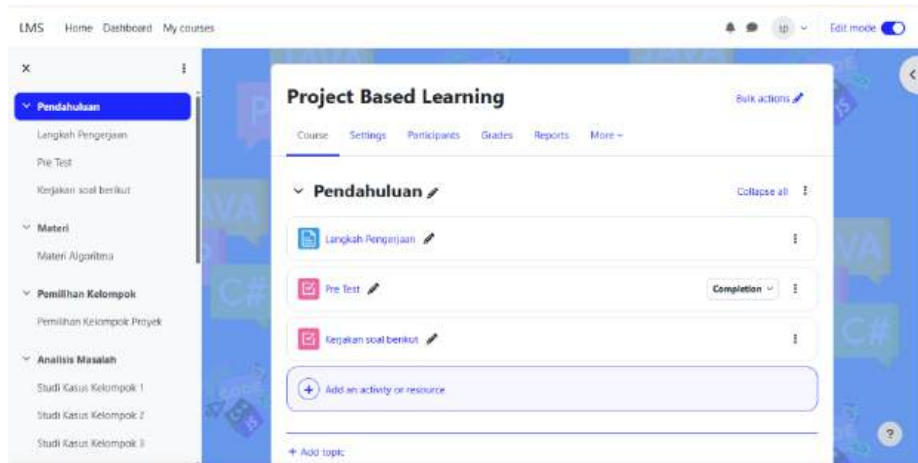 LMS Home Dashboard My courses
Edit mode
Pendahuluan
Langkah Pengerjaan
Pre Test
Kerjakan soal berikut
Materi
Materi Algoritma
Pemilihan Kelompok
Pemilihan Kelompok Proyek
Analisis Masalah
Studi Kasus Kelompok 1
Studi Kasus Kelompok 2
Studi Kasus Kelompok 3
Project Based Learning
Bulk actions
Course Settings Participants Grades Reports More
Pendahuluan
Collapse all
Langkah Pengerjaan
Pre Test
Completion
Kerjakan soal berikut
+ Add an activity or resource
+ Add topic
?
JAVA
C#
JAVA
C#